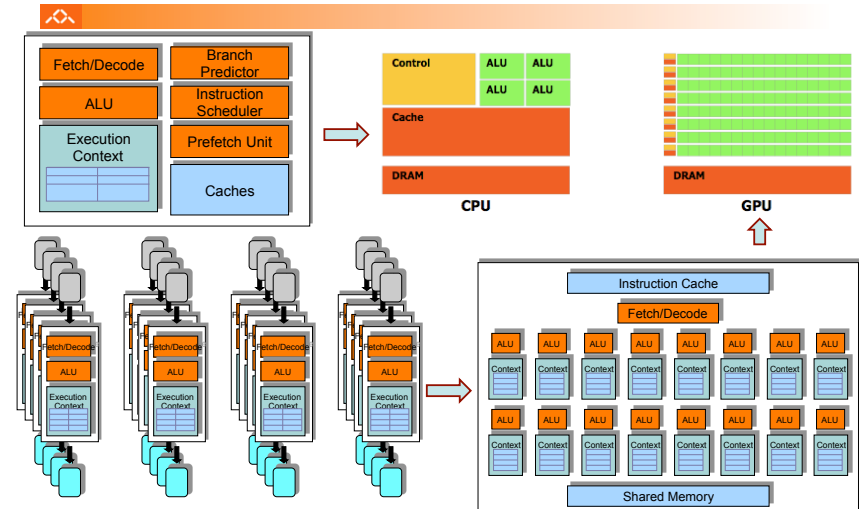 Fetch/Decode
Branch
Predictor
ALU
Instruction
Scheduler
Execution
Context
Prefetch Unit
Caches
Control
ALU
ALU
ALU
ALU
Cache
DRAM
CPU
DRAM
GPU
Fetch/Decode
ALU
Execution
Context
Fetch/Decode
ALU
Execution
Context
Fetch/Decode
ALU
Execution
Context
Fetch/Decode
ALU
Execution
Context
Instruction Cache
Fetch/Decode
ALU ALU ALU ALU ALU ALU ALU ALU
Context Context Context Context Context Context Context Context
ALU ALU ALU ALU ALU ALU ALU ALU
Context Context Context Context Context Context Context Context
Shared Memory